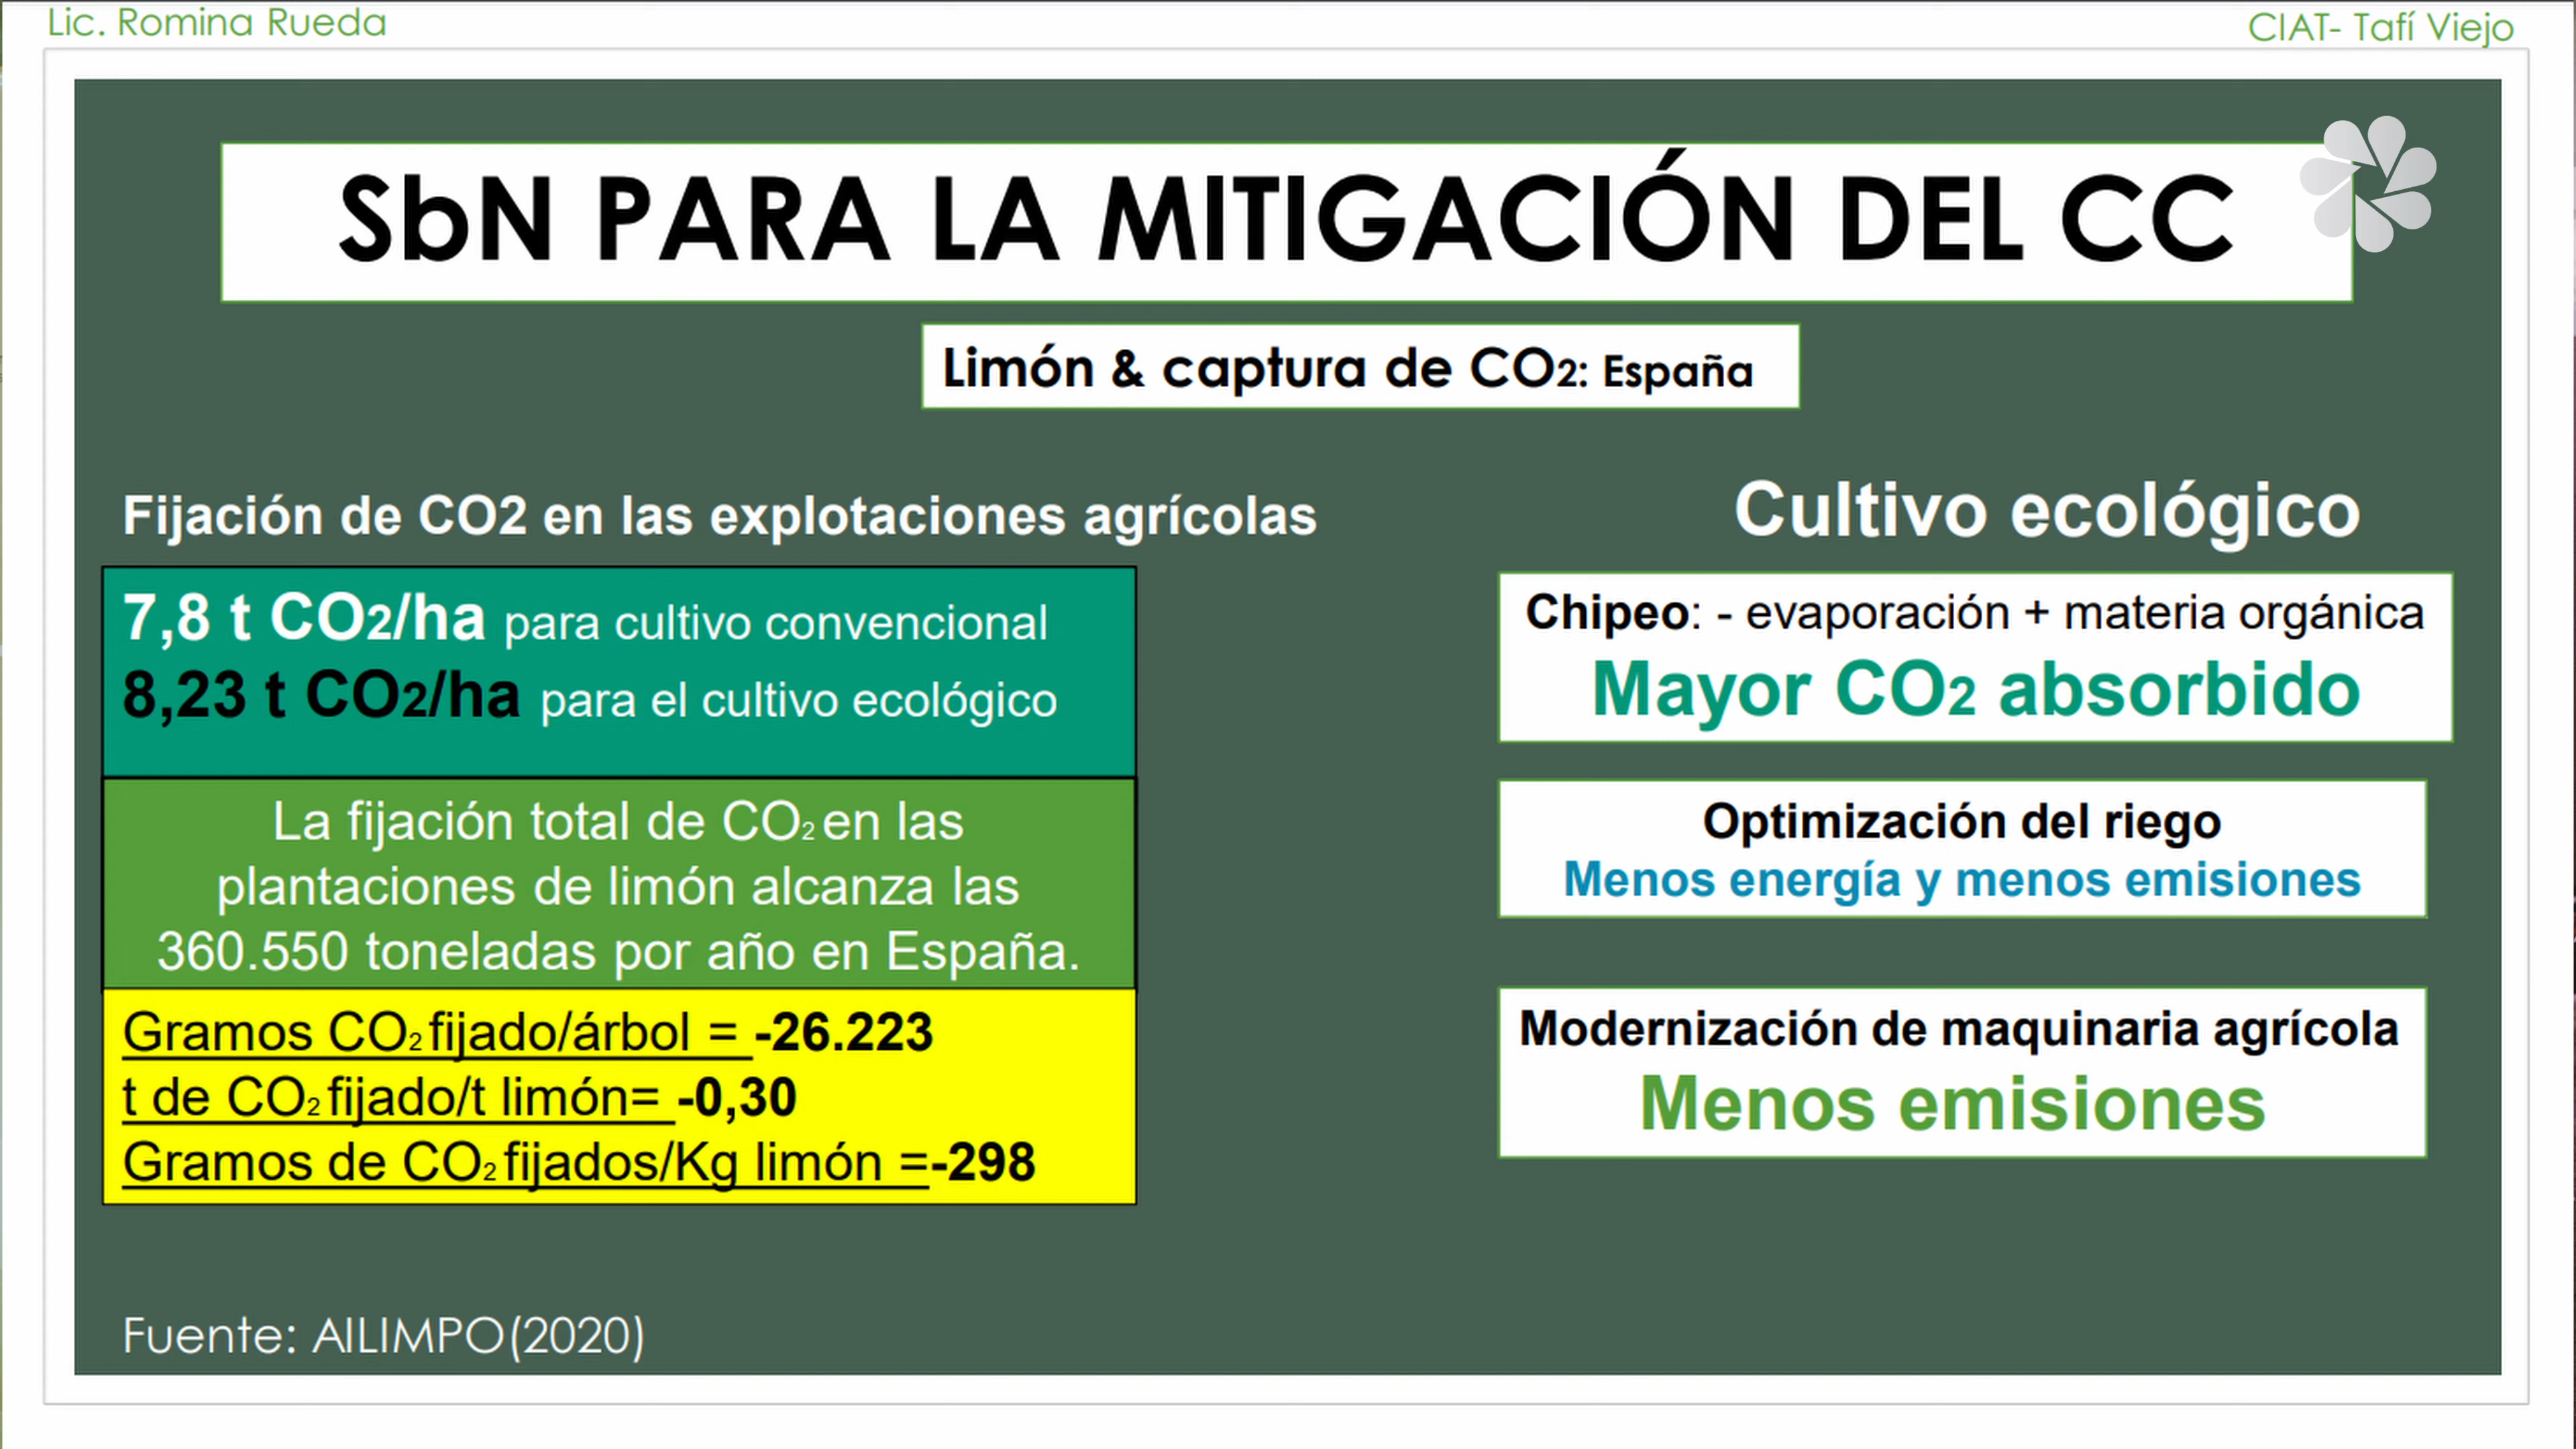 Lic. Romina Rueda
CIAT- Tafí Viejo
SbN PARA LA MITIGACIÓN DEL CC
Limón & captura de CO2: España
Fijación de CO2 en las explotaciones agrícolas
7,8 t CO2/ha para cultivo convencional
8,23 t CO2/ha para el cultivo ecológico
La fijación total de CO2 en las
plantaciones de limón alcanza las
360.550 toneladas por año en España.
Gramos CO2 fijado/árbol = -26.223
t de CO2 fijado/t limón= -0,30
Gramos de CO2 fijados/Kg limón =-298
Cultivo ecológico
Chipeo: - evaporación + materia orgánica
Mayor CO2 absorbido
Optimización del riego
Menos energía y menos emisiones
Modernización de maquinaria agrícola
Menos emisiones
Fuente: AILIMPO(2020)